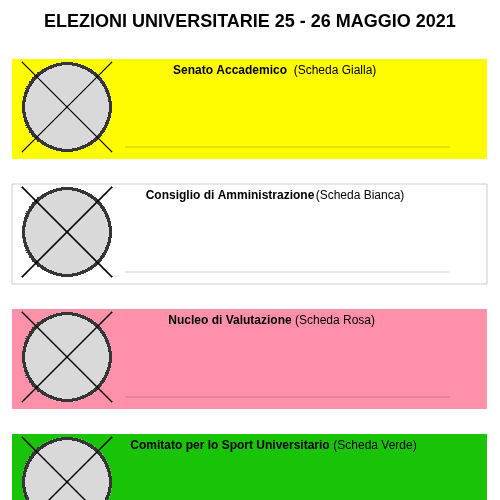 ELEZIONI UNIVERSITARIE 25 - 26 MAGGIO 2021
Senato Accademico (Scheda Gialla)
Consiglio di Amministrazione (Scheda Bianca)
Nucleo di Valutazione (Scheda Rosa)
Comitato per lo Sport Universitario (Scheda Verde)